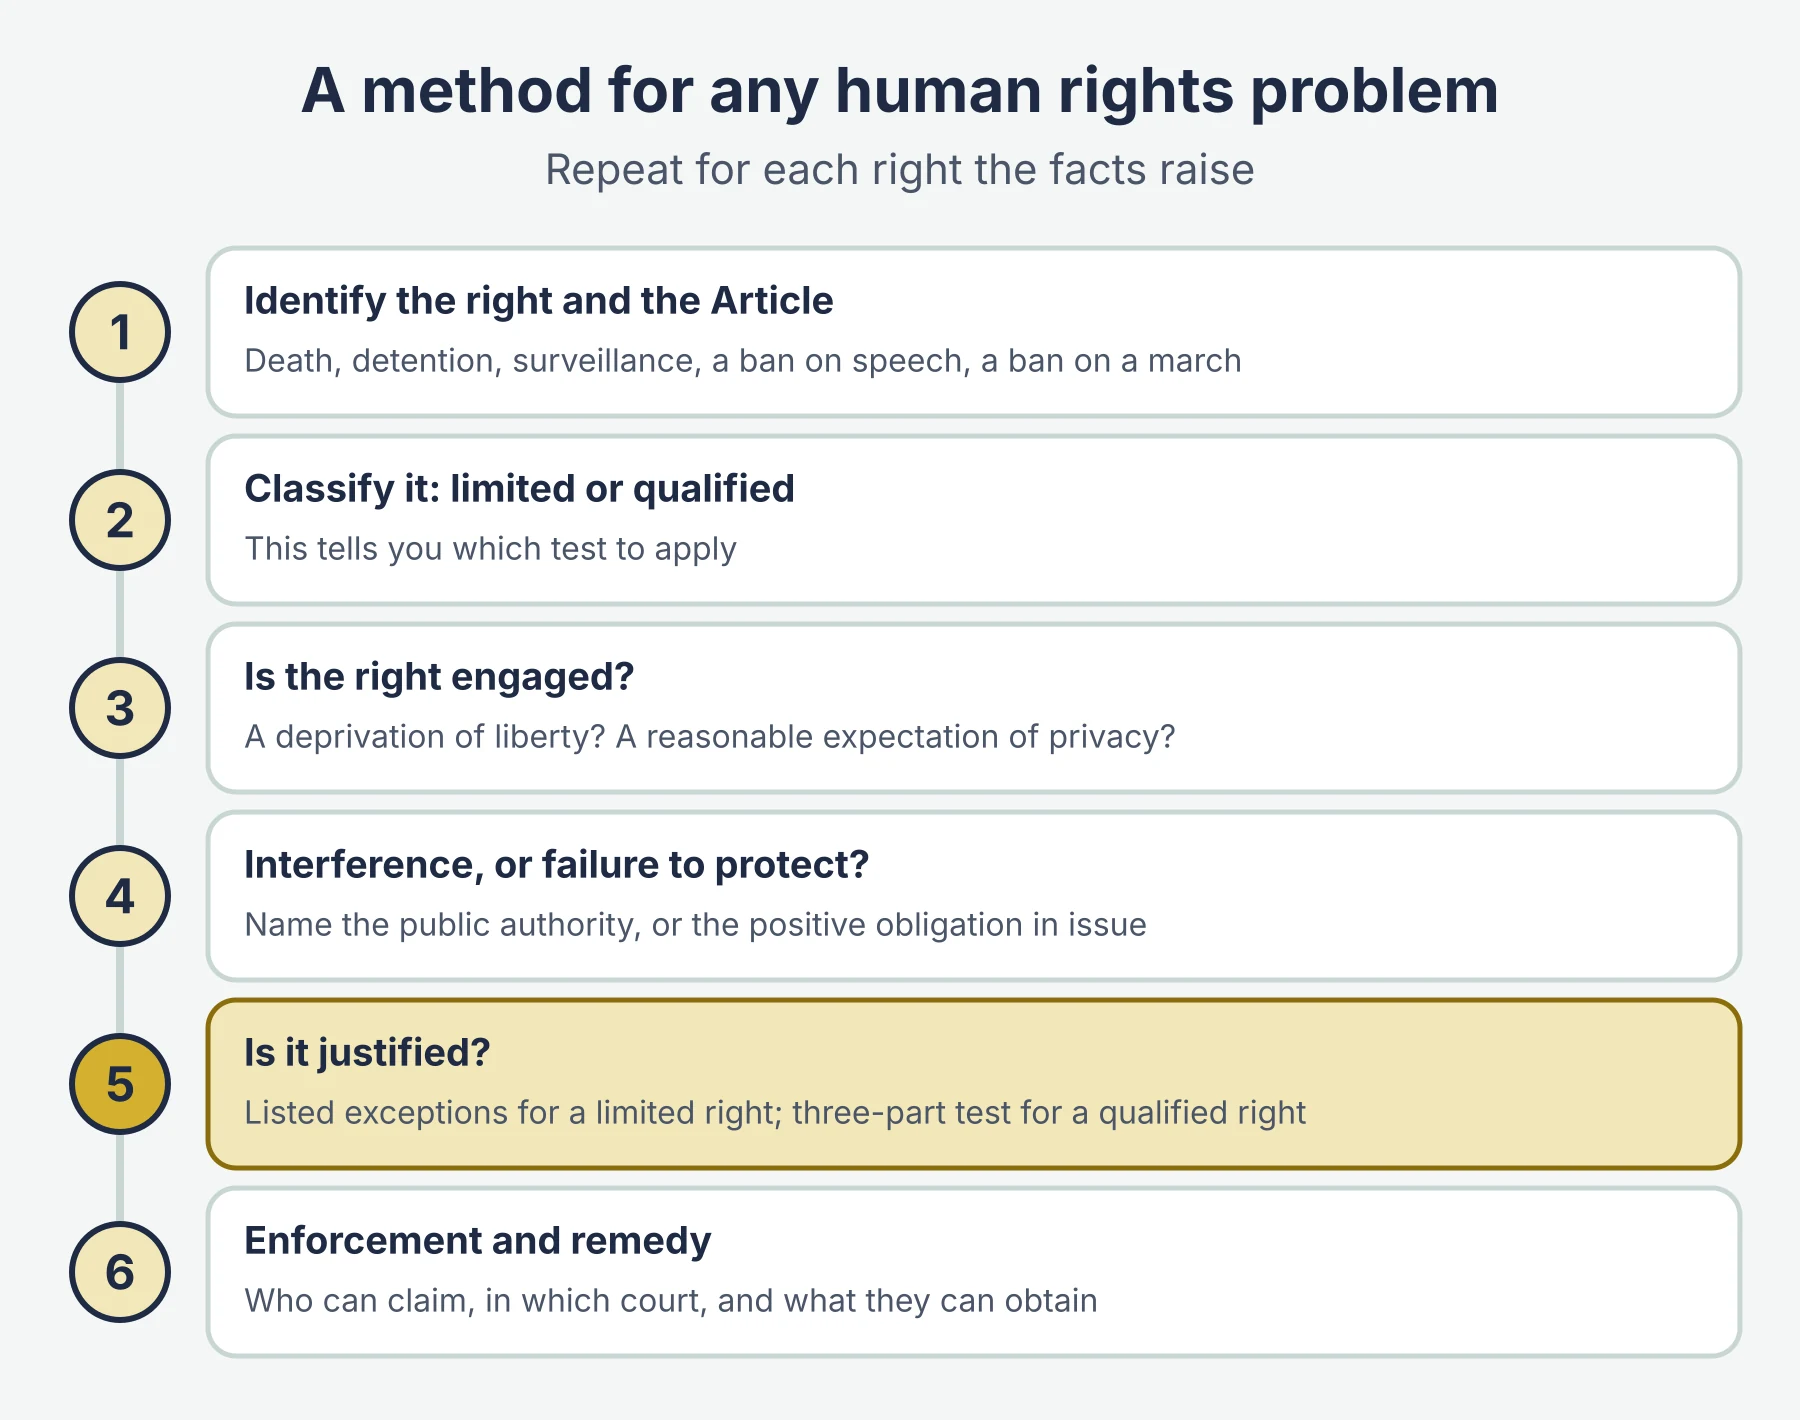 A method for any human rights problem
Repeat for each right the facts raise
1
Identify the right and the Article
Death, detention, surveillance, a ban on speech, a ban on a march
2
Classify it: limited or qualified
This tells you which test to apply
3
Is the right engaged?
A deprivation of liberty? A reasonable expectation of privacy?
4
Interference, or failure to protect?
Name the public authority, or the positive obligation in issue
5
Is it justified?
Listed exceptions for a limited right; three-part test for a qualified right
6
Enforcement and remedy
Who can claim, in which court, and what they can obtain